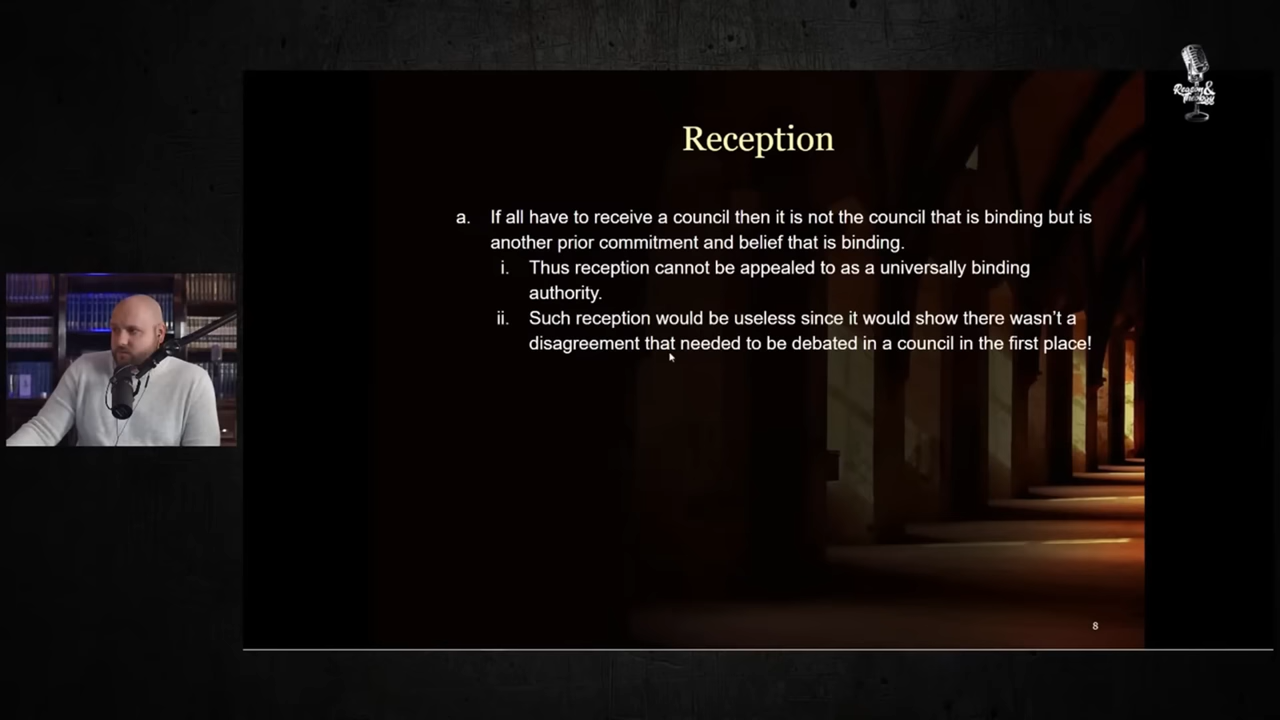 Reason &
Theology
Reception
a. If all have to receive a council then it is not the council that is binding but is
another prior commitment and belief that is binding.
i. Thus reception cannot be appealed to as a universally binding
authority.
ii. Such reception would be useless since it would show there wasn't a
disagreement that needed to be debated in a council in the first place!
8